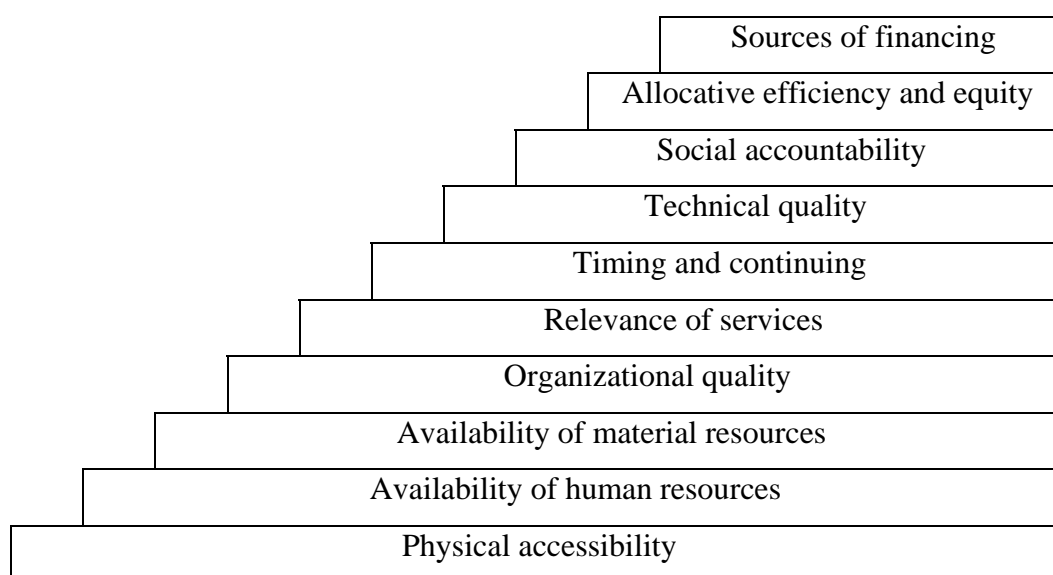 Sources of financing
Allocative efficiency and equity
Social accountability
Technical quality
Timing and continuing
Relevance of services
Organizational quality
Availability of material resources
Availability of human resources
Physical accessibility